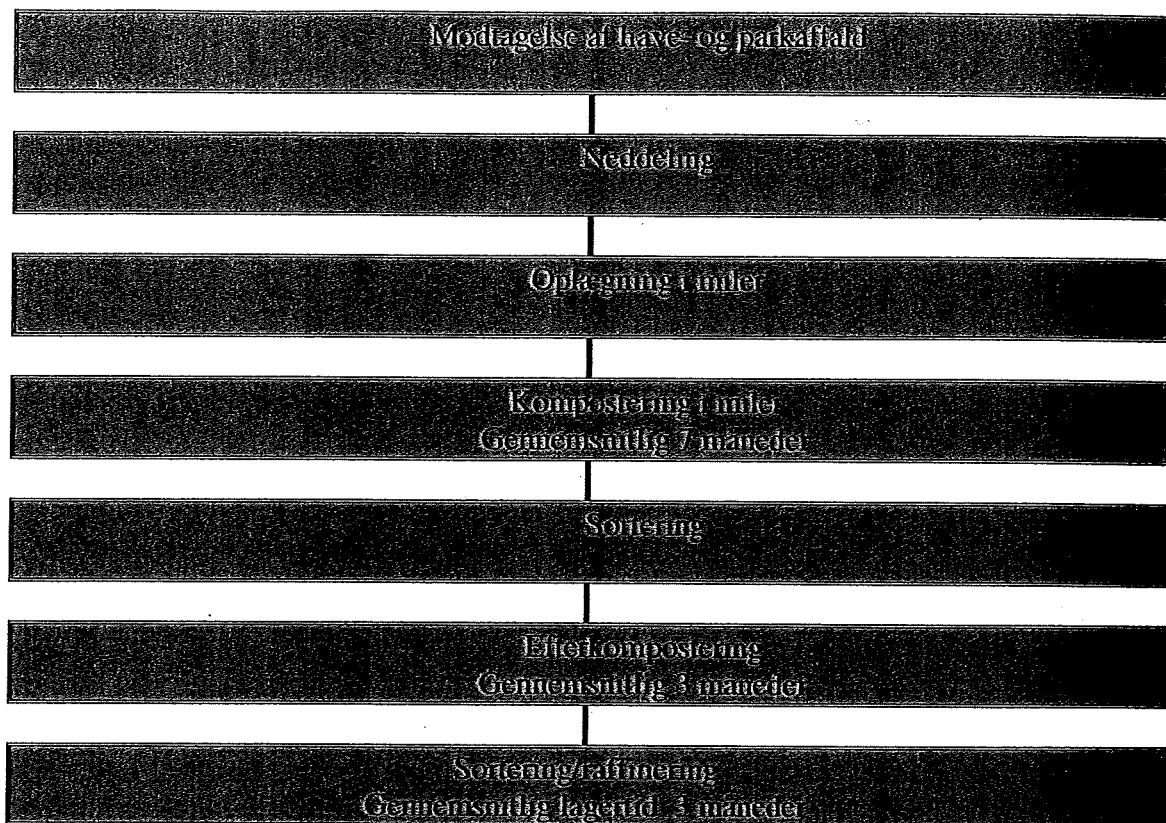 Modtagelse af have- og parkaffald
Neddeling
Oplægning i miler
Kompostering i miler
Gennemsnitlig 7 måneder
Sortering
Efterkompostering
Gennemsnitlig 3 måneder
Sortering/raffinering
Gennemsnitlig lagertid 3 måneder